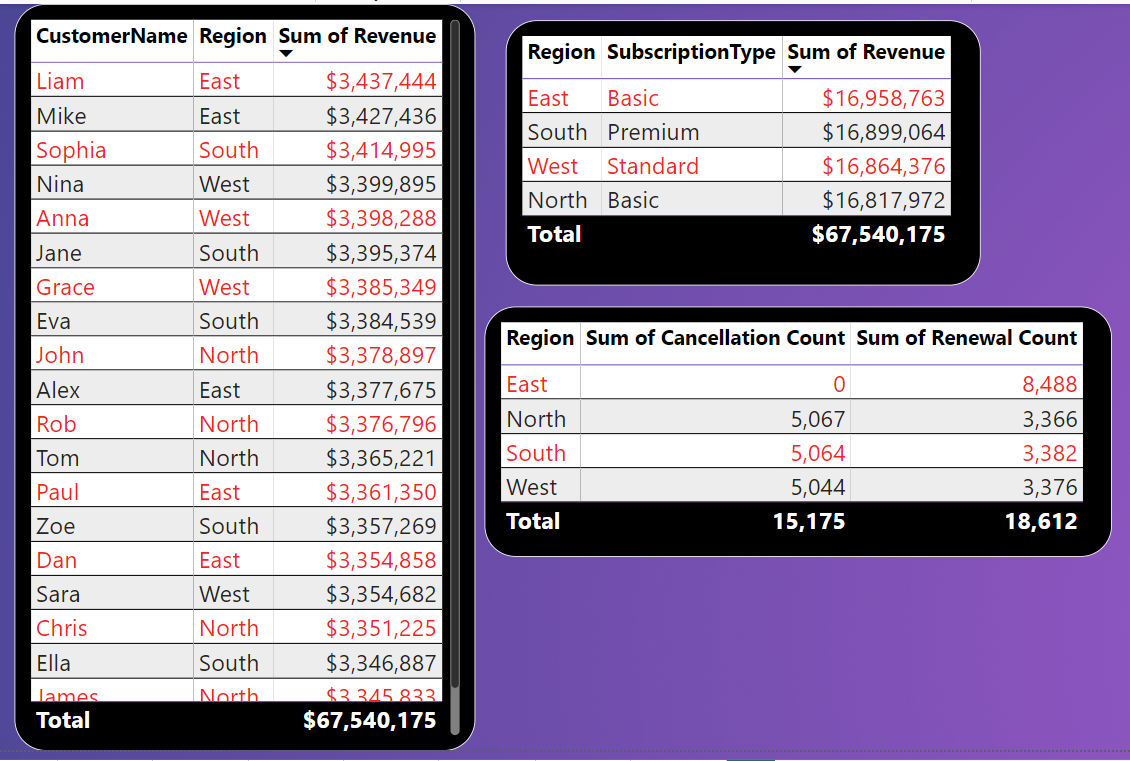 CustomerName Region Sum of Revenue
Liam East $3,437,444
Mike East $3,427,436
Sophia South $3,414,995
Nina West $3,399,895
Anna West $3,398,288
Jane South $3,395,374
Grace West $3,385,349
Eva South $3,384,539
John North $3,378,897
Alex East $3,377,675
Rob North $3,376,796
Tom North $3,365,221
Paul East $3,361,350
Zoe South $3,357,269
Dan East $3,354,858
Sara West $3,354,682
Chris North $3,351,225
Ella South $3,346,887
James North $3,345,833
Total $67,540,175
Region SubscriptionType Sum of Revenue
East Basic $16,958,763
South Premium $16,899,064
West Standard $16,864,376
North Basic $16,817,972
Total $67,540,175
Region Sum of Cancellation Count Sum of Renewal Count
East 0 8,488
North 5,067 3,366
South 5,064 3,382
West 5,044 3,376
Total 15,175 18,612